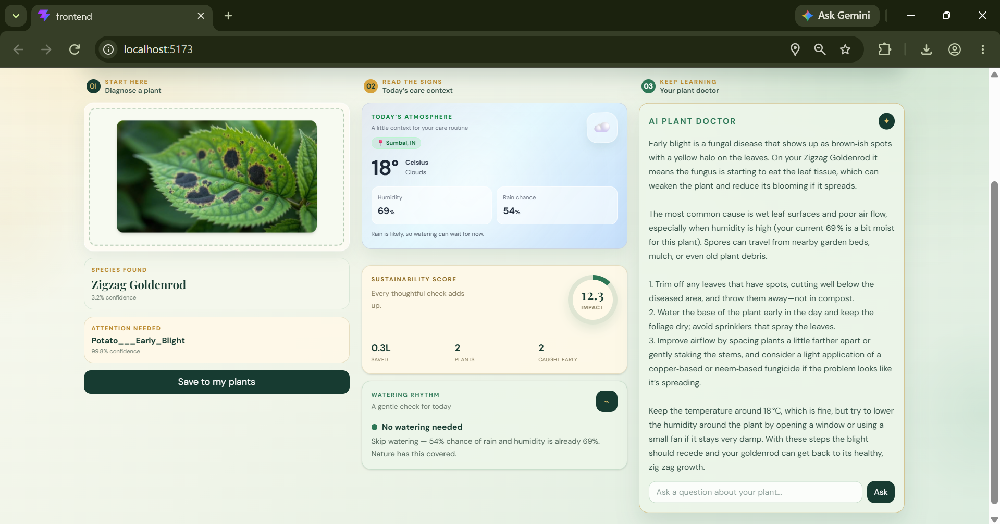 frontend
Ask Gemini
localhost:5173
01
START HERE
Diagnose a plant
SPECIES FOUND
Zigzag Goldenrod
3.2% confidence
ATTENTION NEEDED
Potato___Early_Blight
99.8% confidence
Save to my plants
02
READ THE SIGNS
Today's care context
TODAY'S ATMOSPHERE
A little context for your care routine
Sumbal, IN
18°
Celsius
Clouds
Humidity
69%
Rain chance
54%
Rain is likely, so watering can wait for now.
SUSTAINABILITY SCORE
Every thoughtful check adds
up.
12.3
IMPACT
0.3L
SAVED
2
PLANTS
2
CAUGHT EARLY
WATERING RHYTHM
A gentle check for today
No watering needed
Skip watering — 54% chance of rain and humidity is already 69%.
Nature has this covered.
03
KEEP LEARNING
Your plant doctor
AI PLANT DOCTOR
Early blight is a fungal disease that shows up as brown-ish spots
with a yellow halo on the leaves. On your Zigzag Goldenrod it
means the fungus is starting to eat the leaf tissue, which can
weaken the plant and reduce its blooming if it spreads.
The most common cause is wet leaf surfaces and poor air flow,
especially when humidity is high (your current 69 % is a bit moist
for this plant). Spores can travel from nearby garden beds,
mulch, or even old plant debris.
1. Trim off any leaves that have spots, cutting well below the
diseased area, and throw them away—not in compost.
2. Water the base of the plant early in the day and keep the
foliage dry; avoid sprinklers that spray the leaves.
3. Improve airflow by spacing plants a little farther apart or
gently staking the stems, and consider a light application of a
copper-based or neem-based fungicide if the problem looks like
it's spreading.
Keep the temperature around 18 °C, which is fine, but try to lower
the humidity around the plant by opening a window or using a
small fan if it stays very damp. With these steps the blight
should recede and your goldenrod can get back to its healthy,
zig-zag growth.
Ask a question about your plant...
Ask